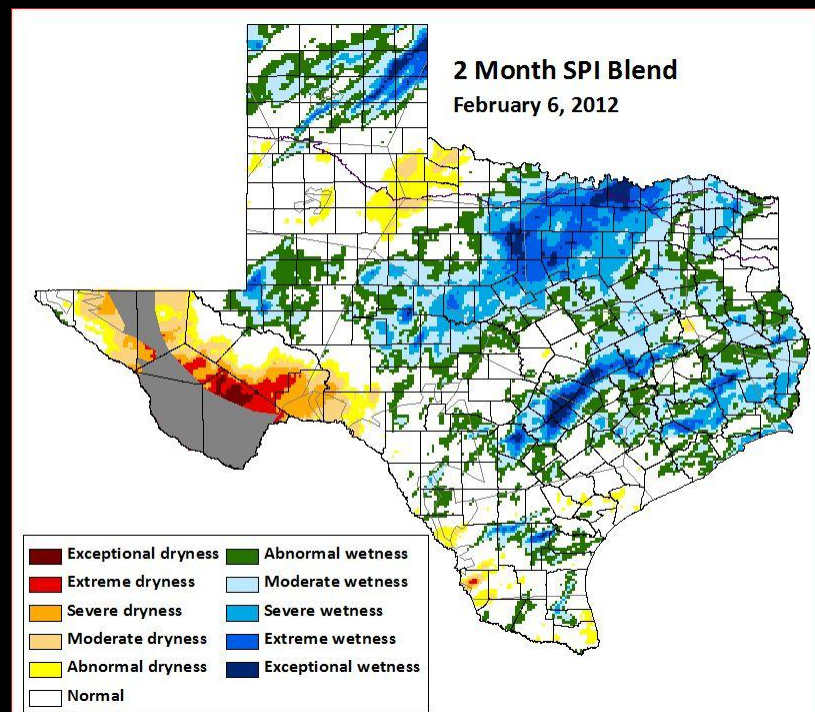 2 Month SPI Blend
February 6, 2012
Exceptional dryness
Extreme dryness
Severe dryness
Moderate dryness
Abnormal dryness
Normal
Abnormal wetness
Moderate wetness
Severe wetness
Extreme wetness
Exceptional wetness